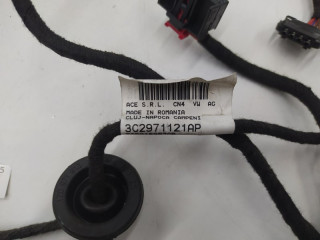 ACE S.R.L. CN4 VW AG
MADE IN ROMANIA
CLUJ-NAPOCA CAMPENI
3C2971121AP